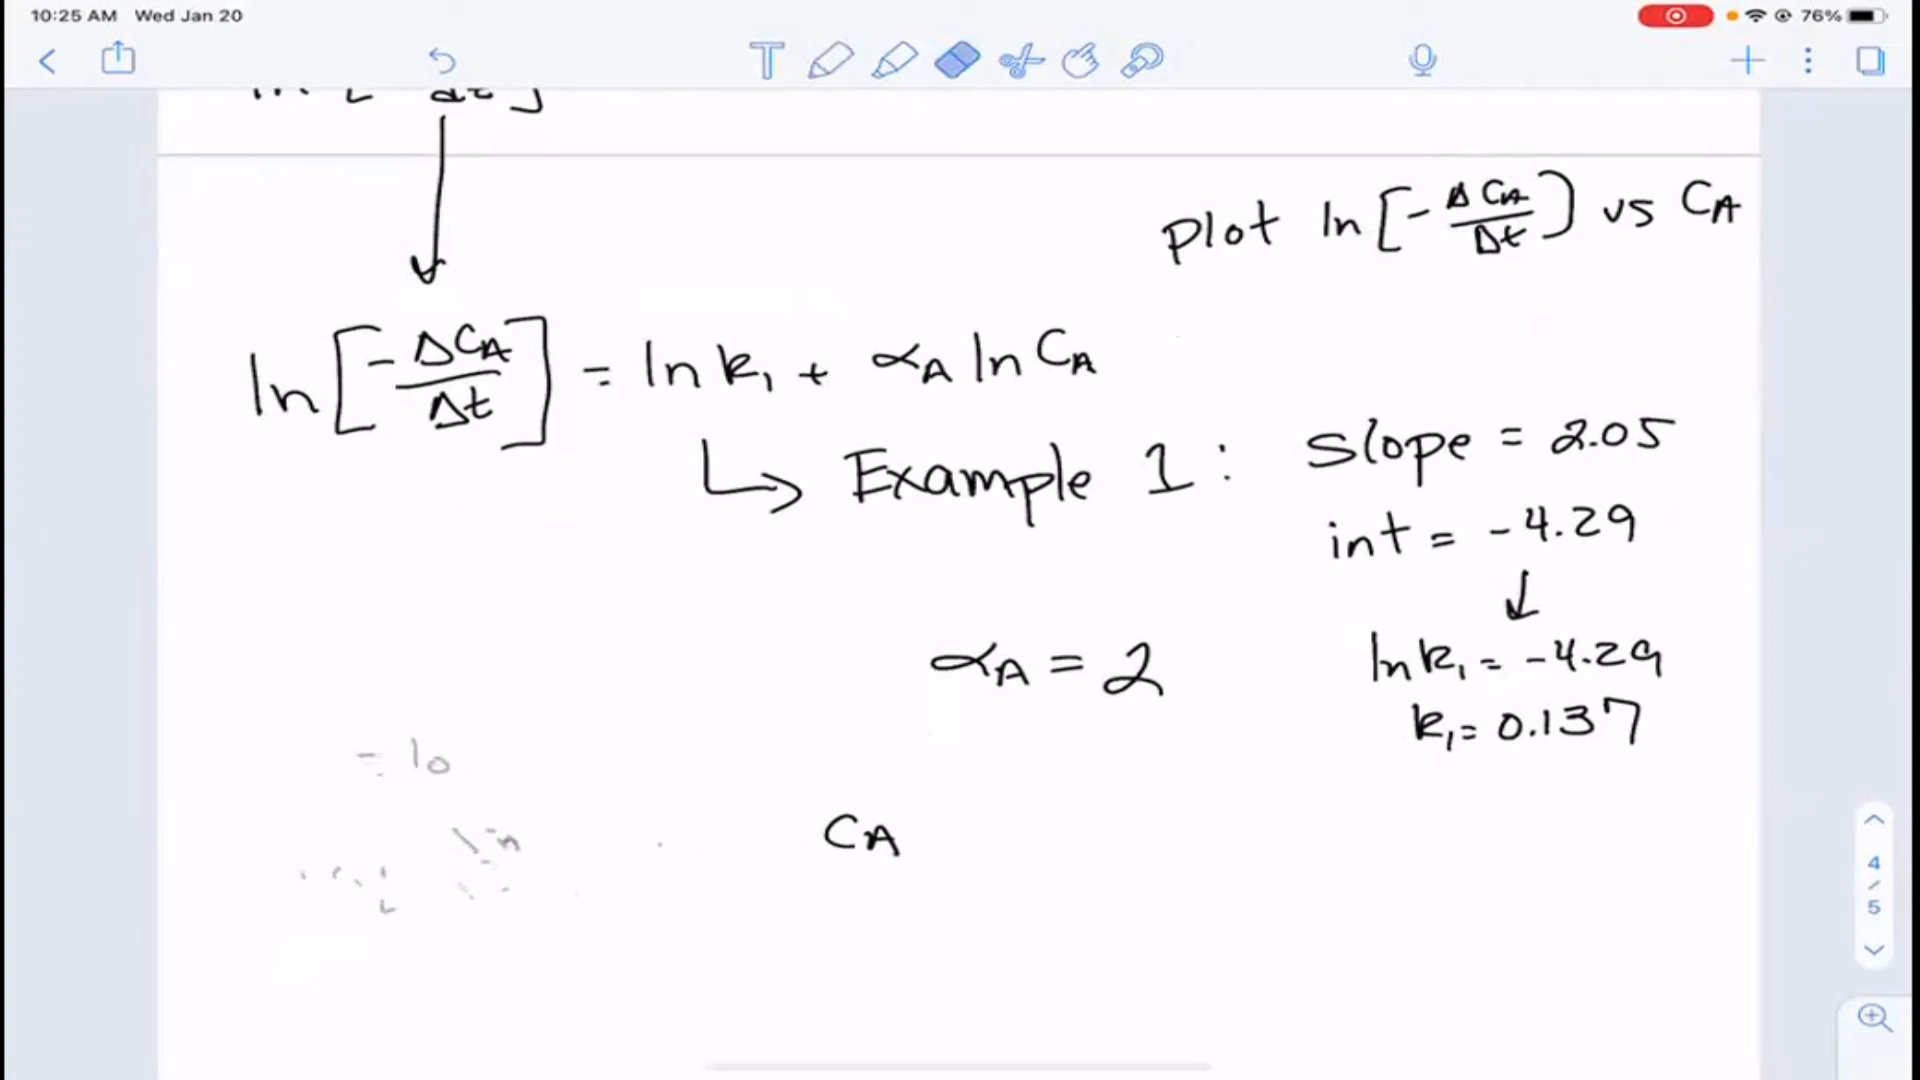 10:25 AM Wed Jan 20
76%
T
plot ln [- ΔCA/Δt] vs CA
ln [- ΔCA/Δt] = ln k₁ + αA ln CA
↳ Example 1 : Slope = 2.05
int = -4.29
↓
αA = 2
ln k₁ = -4.29
k₁ = 0.137
= 10
CA
4
/
5